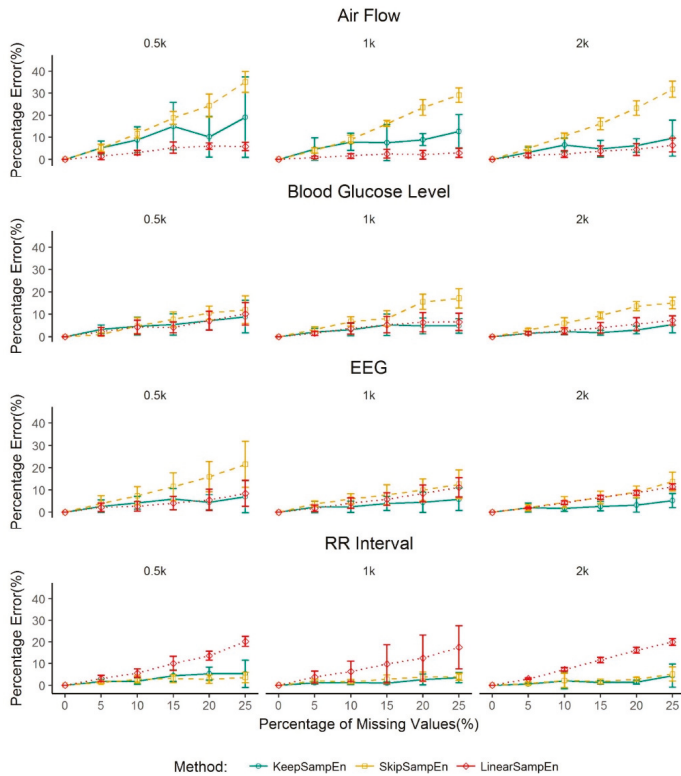 Air Flow
0.5k 1k 2k
Percentage Error(%)
40
30
20
10
0
Blood Glucose Level
0.5k 1k 2k
Percentage Error(%)
40
30
20
10
0
EEG
0.5k 1k 2k
Percentage Error(%)
40
30
20
10
0
RR Interval
0.5k 1k 2k
Percentage Error(%)
40
30
20
10
0
0 5 10 15 20 25 0 5 10 15 20 25 0 5 10 15 20 25
Percentage of Missing Values(%)
Method: KeepSampEn SkipSampEn LinearSampEn